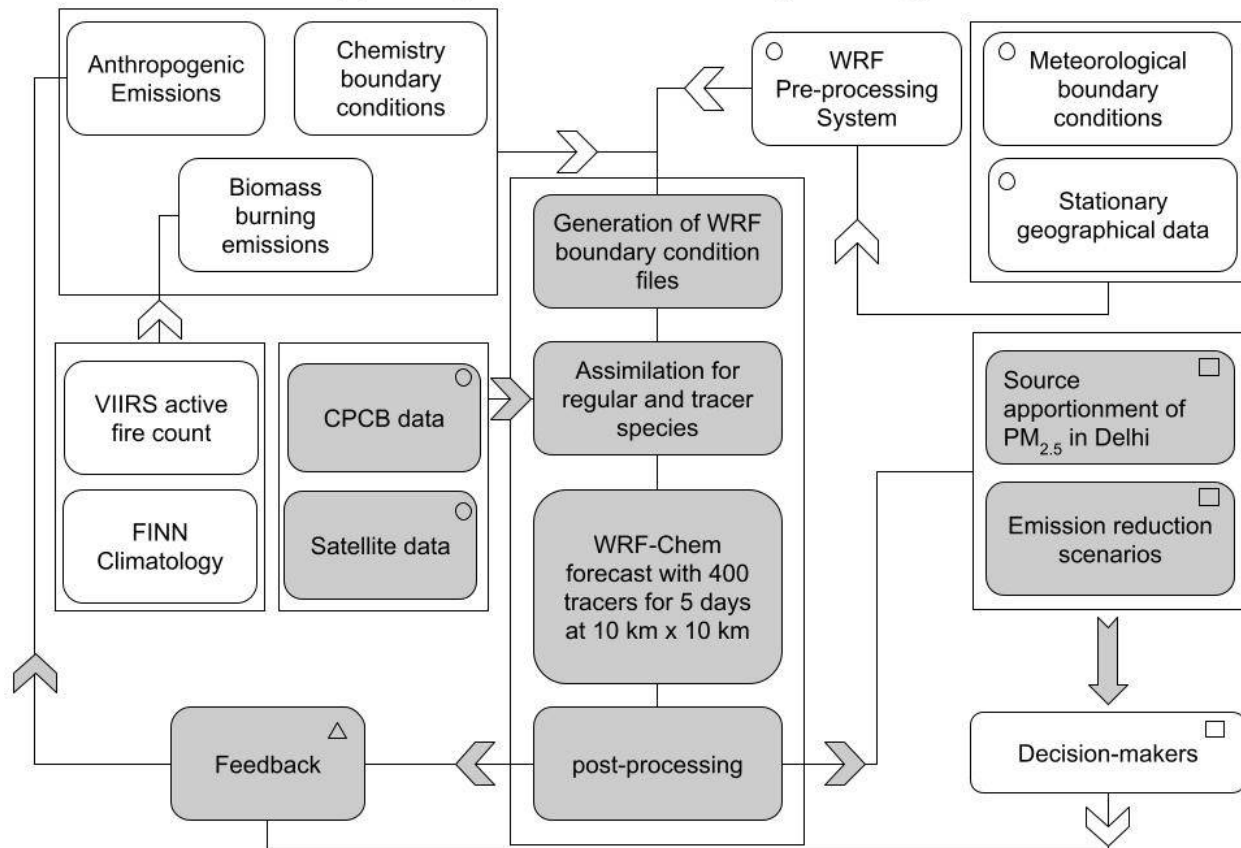 Anthropogenic
Emissions
Chemistry
boundary
conditions
WRF
Pre-processing
System
Meteorological
boundary
conditions
Biomass
burning
emissions
Stationary
geographical data
Generation of WRF
boundary condition
files
VIIRS active
fire count
CPCB data
Assimilation for
regular and tracer
species
Source
apportionment of
PM2.5 in Delhi
FINN
Climatology
Satellite data
WRF-Chem
forecast with 400
tracers for 5 days
at 10 km x 10 km
Emission reduction
scenarios
Feedback
post-processing
Decision-makers